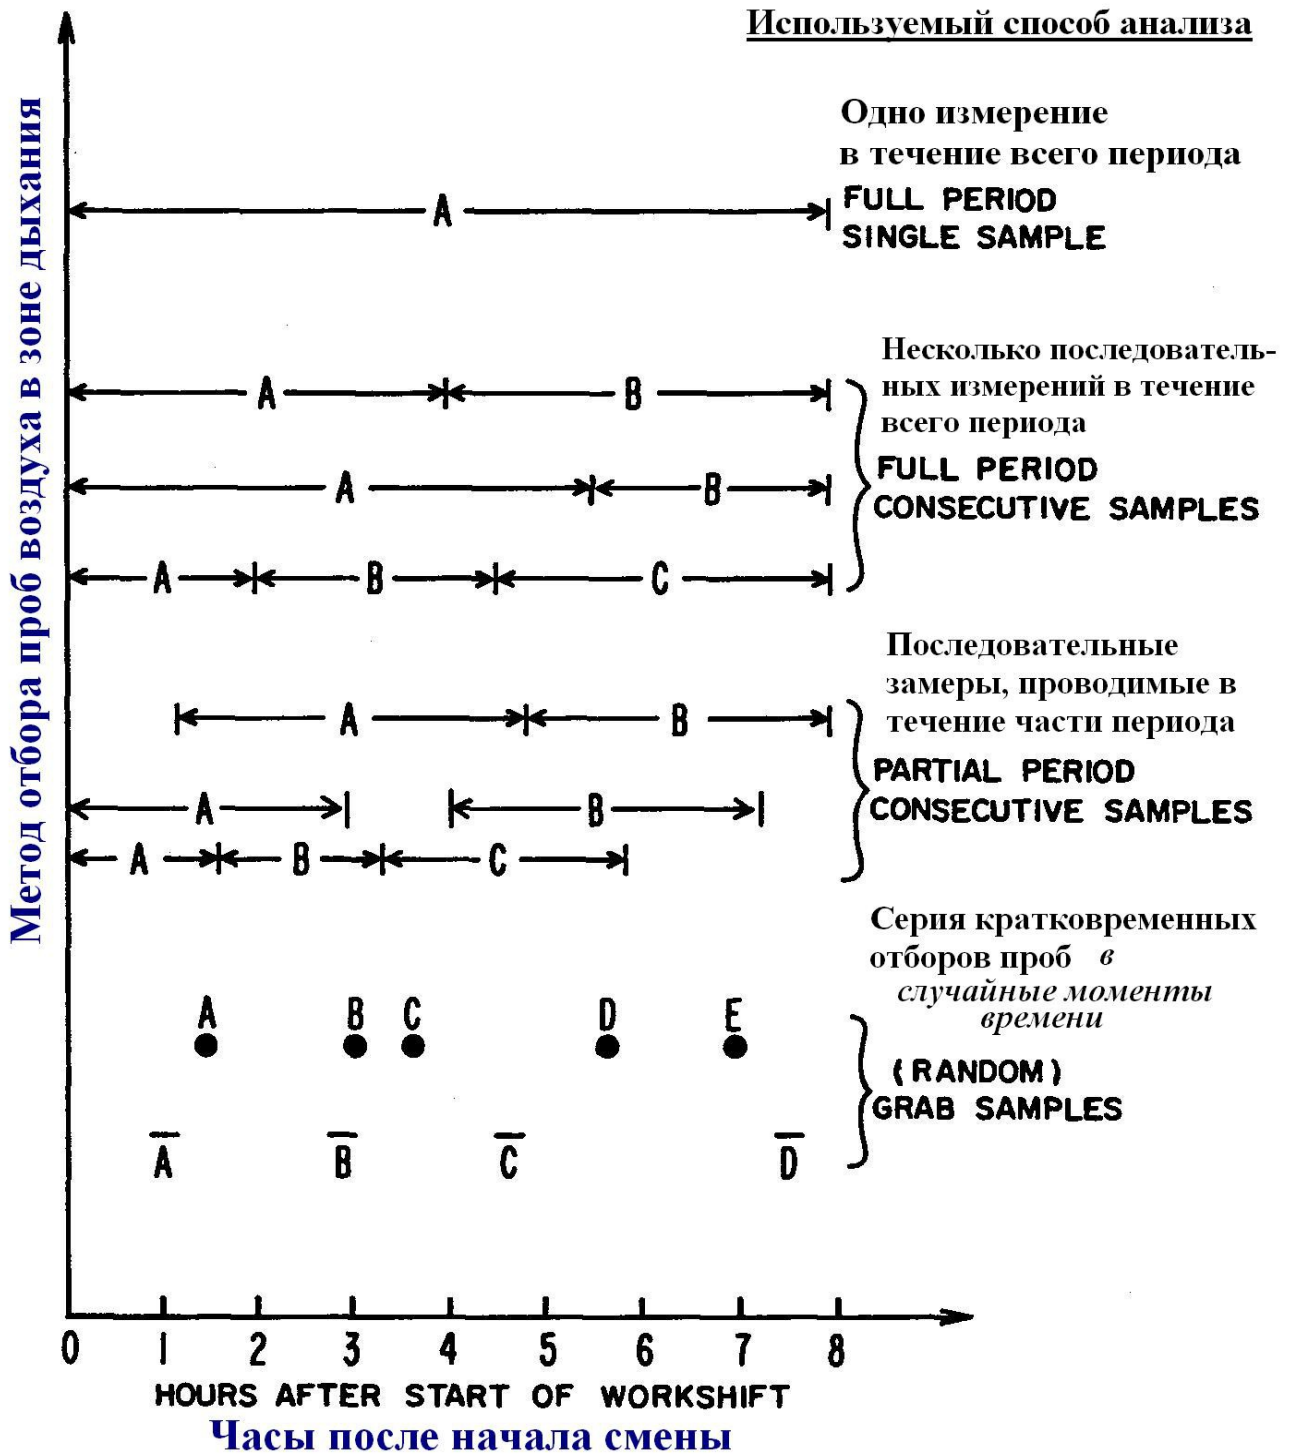 Используемый способ анализа
Метод отбора проб воздуха в зоне дыхания
Одно измерение
в течение всего периода
A
FULL PERIOD
SINGLE SAMPLE
Несколько последователь-
ных измерений в течение
всего периода
A B
A B
FULL PERIOD
CONSECUTIVE SAMPLES
A B C
Последовательные
замеры, проводимые в
течение части периода
A B
PARTIAL PERIOD
CONSECUTIVE SAMPLES
A B
A B C
Серия кратковременных
отборов проб в
случайные моменты
времени
A B C D E
(RANDOM)
GRAB SAMPLES
A B C D
0 1 2 3 4 5 6 7 8
HOURS AFTER START OF WORKSHIFT
Часы после начала смены